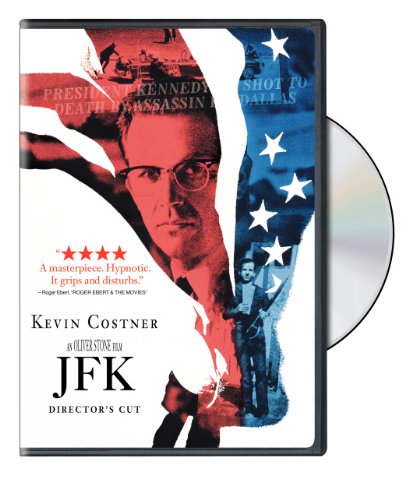 PRESIDENT KENNEDY SHOT TO
DEATH BY ASSASSIN DALLAS
"★★★★
A masterpiece. Hypnotic.
It grips and disturbs."
– Roger Ebert, "ROGER EBERT & THE MOVIES"
KEVIN COSTNER
AN OLIVER STONE FILM
JFK
DIRECTOR'S CUT